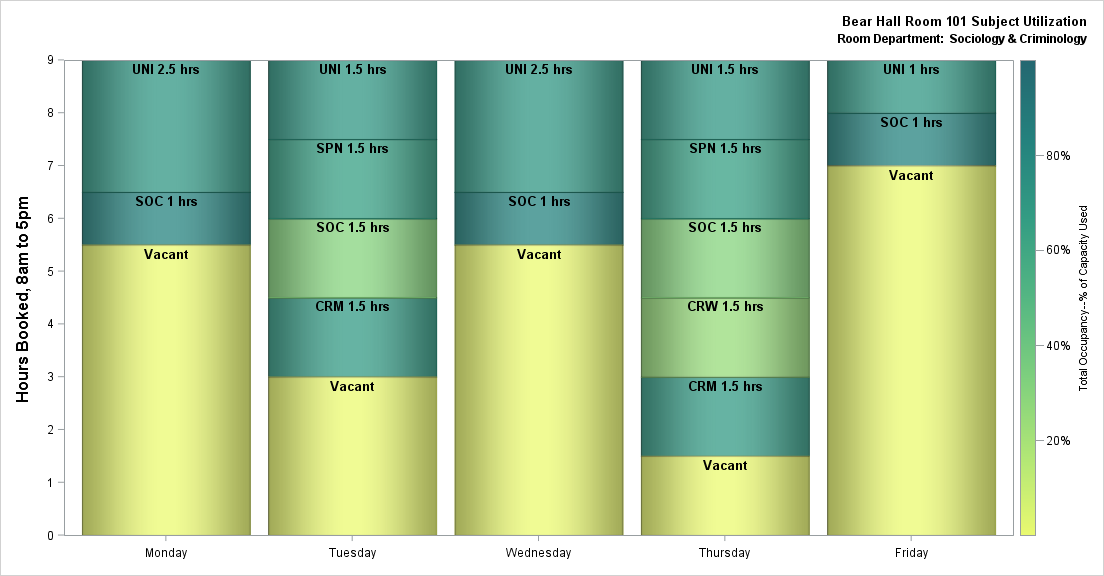 Bear Hall Room 101 Subject Utilization
Room Department: Sociology & Criminology
Hours Booked, 8am to 5pm
9
8
7
6
5
4
3
2
1
0
UNI 2.5 hrs
SOC 1 hrs
Vacant
UNI 1.5 hrs
SPN 1.5 hrs
SOC 1.5 hrs
CRM 1.5 hrs
Vacant
UNI 2.5 hrs
SOC 1 hrs
Vacant
UNI 1.5 hrs
SPN 1.5 hrs
SOC 1.5 hrs
CRW 1.5 hrs
CRM 1.5 hrs
Vacant
UNI 1 hrs
SOC 1 hrs
Vacant
Monday
Tuesday
Wednesday
Thursday
Friday
80%
60%
40%
20%
Total Occupancy--% of Capacity Used